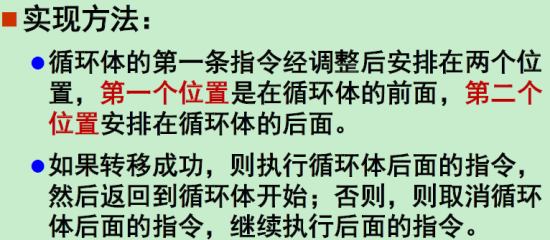 实现方法：
循环体的第一条指令经调整后安排在两个位
置，第一个位置是在循环体的前面，第二个
位置安排在循环体的后面。
如果转移成功，则执行循环体后面的指令，
然后返回到循环体开始；否则，则取消循环
体后面的指令，继续执行后面的指令。